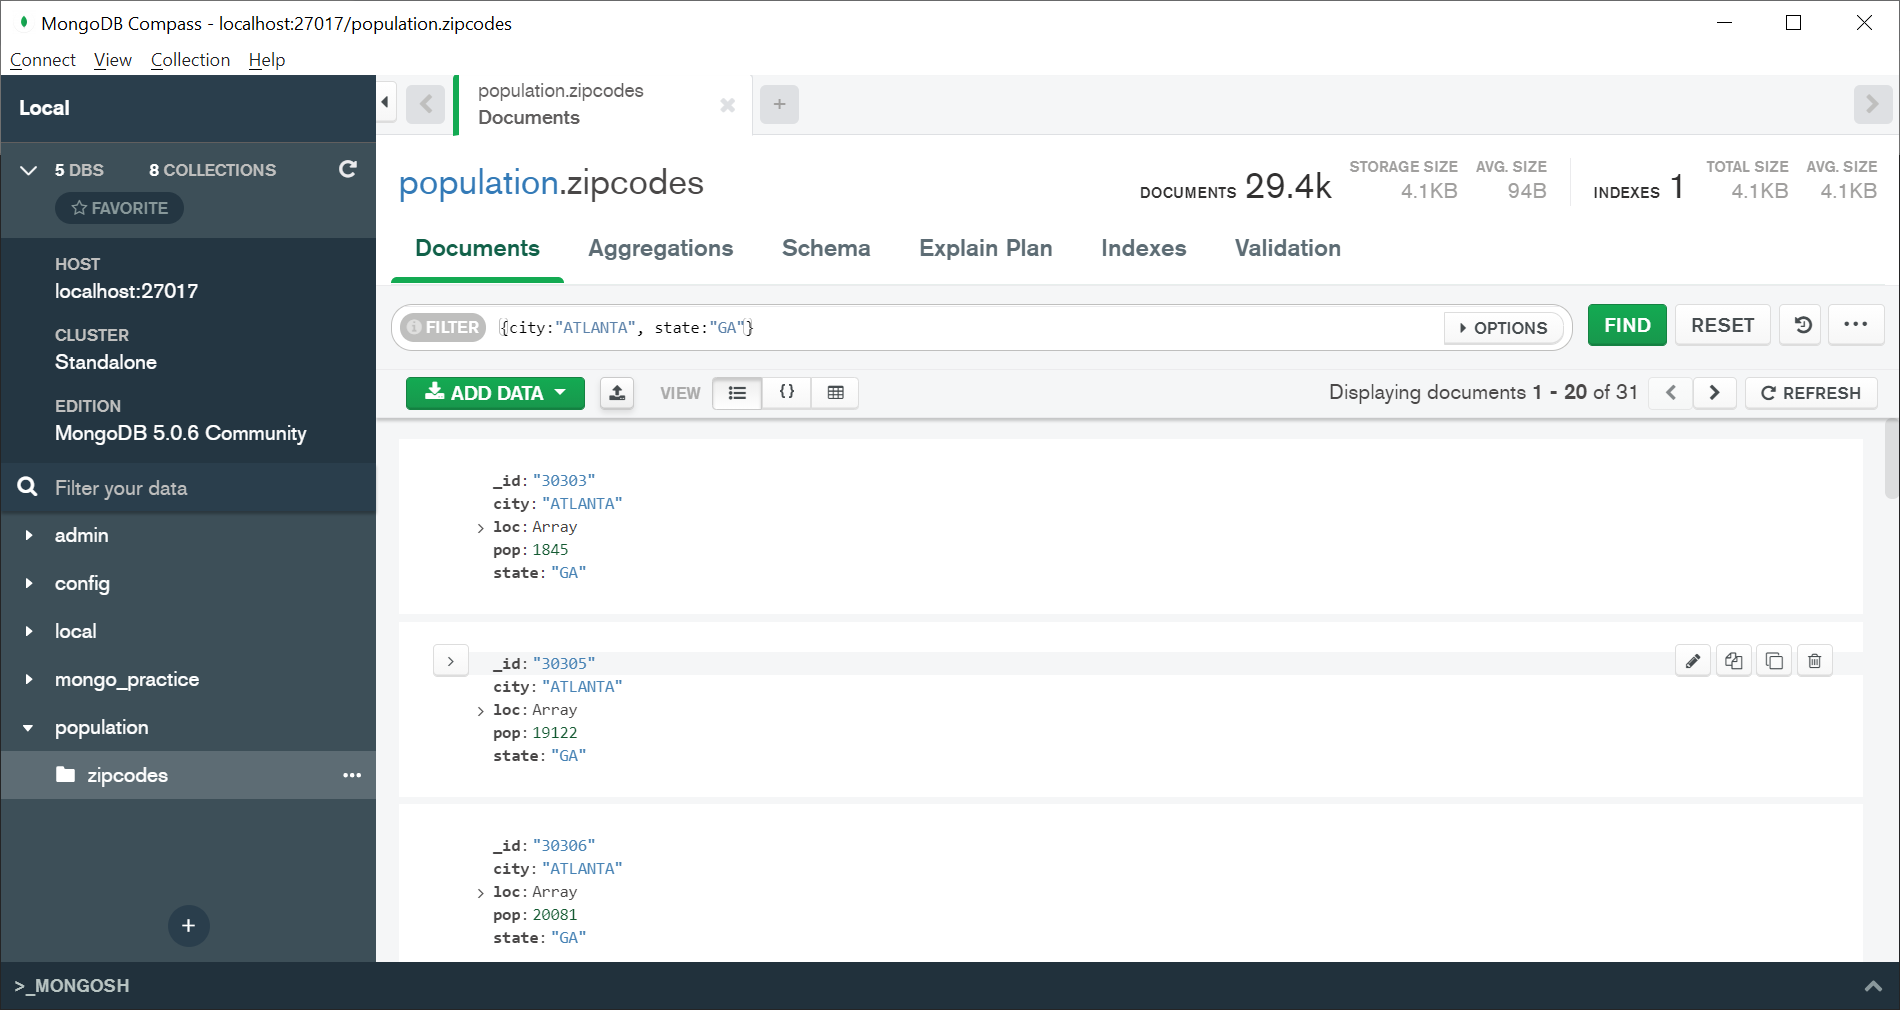 MongoDB Compass - localhost:27017/population.zipcodes
Connect View Collection Help
Local
5 DBS 8 COLLECTIONS
FAVORITE
HOST
localhost:27017
CLUSTER
Standalone
EDITION
MongoDB 5.0.6 Community
Filter your data
admin
config
local
mongo_practice
population
zipcodes
population.zipcodes
Documents
population.zipcodes
DOCUMENTS 29.4k
STORAGE SIZE
4.1KB
AVG. SIZE
94B
INDEXES 1
TOTAL SIZE
4.1KB
AVG. SIZE
4.1KB
Documents Aggregations Schema Explain Plan Indexes Validation
FILTER {city:"ATLANTA", state:"GA"} OPTIONS FIND RESET
ADD DATA VIEW {} Displaying documents 1 - 20 of 31 REFRESH
_id: "30303"
city: "ATLANTA"
loc: Array
pop: 1845
state: "GA"
_id: "30305"
city: "ATLANTA"
loc: Array
pop: 19122
state: "GA"
_id: "30306"
city: "ATLANTA"
loc: Array
pop: 20081
state: "GA"
>_MONGOSH